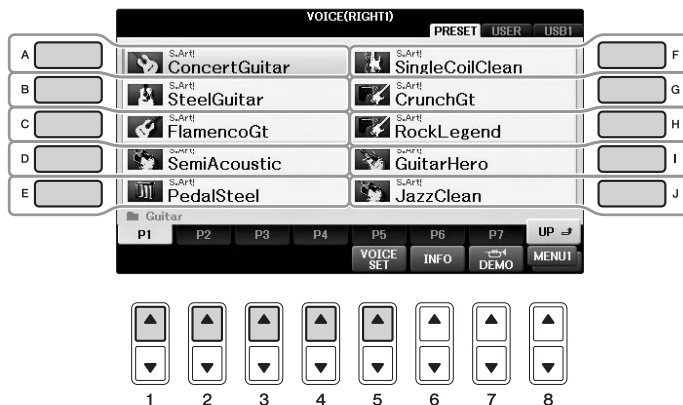 VOICE(RIGHT1)
PRESET USER USB1
A
S.Art!
ConcertGuitar
S.Art!
SingleCoilClean
F
B
S.Art!
SteelGuitar
S.Art!
CrunchGt
G
C
S.Art!
FlamencoGt
S.Art!
RockLegend
H
D
S.Art!
SemiAcoustic
S.Art!
GuitarHero
I
E
S.Art!
PedalSteel
S.Art!
JazzClean
J
Guitar
P1 P2 P3 P4 P5 P6 P7 UP
VOICE SET INFO DEMO MENU1
1 2 3 4 5 6 7 8